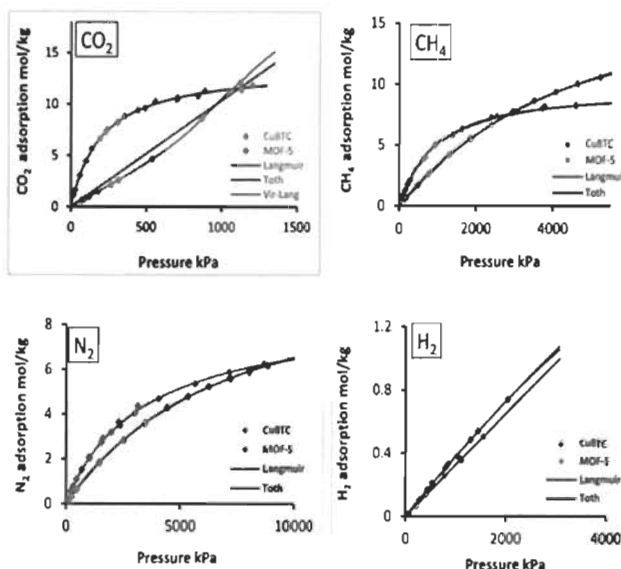 CO2
CO2 adsorption mol/kg
15
10
5
0
CuBTC
MOF-5
Langmuir
Toth
Vir-Lang
0 500 1000 1500
Pressure kPa
CH4
CH4 adsorption mol/kg
15
10
5
0
CuBTC
MOF-5
Langmuir
Toth
0 2000 4000
Pressure kPa
N2
N2 adsorption mol/kg
8
6
4
2
0
CuBTC
MOF-5
Langmuir
Toth
0 5000 10000
Pressure kPa
H2
H2 adsorption mol/kg
1.2
0.8
0.4
0
CuBTC
MOF-5
Langmuir
Toth
0 2000 4000
Pressure kPa